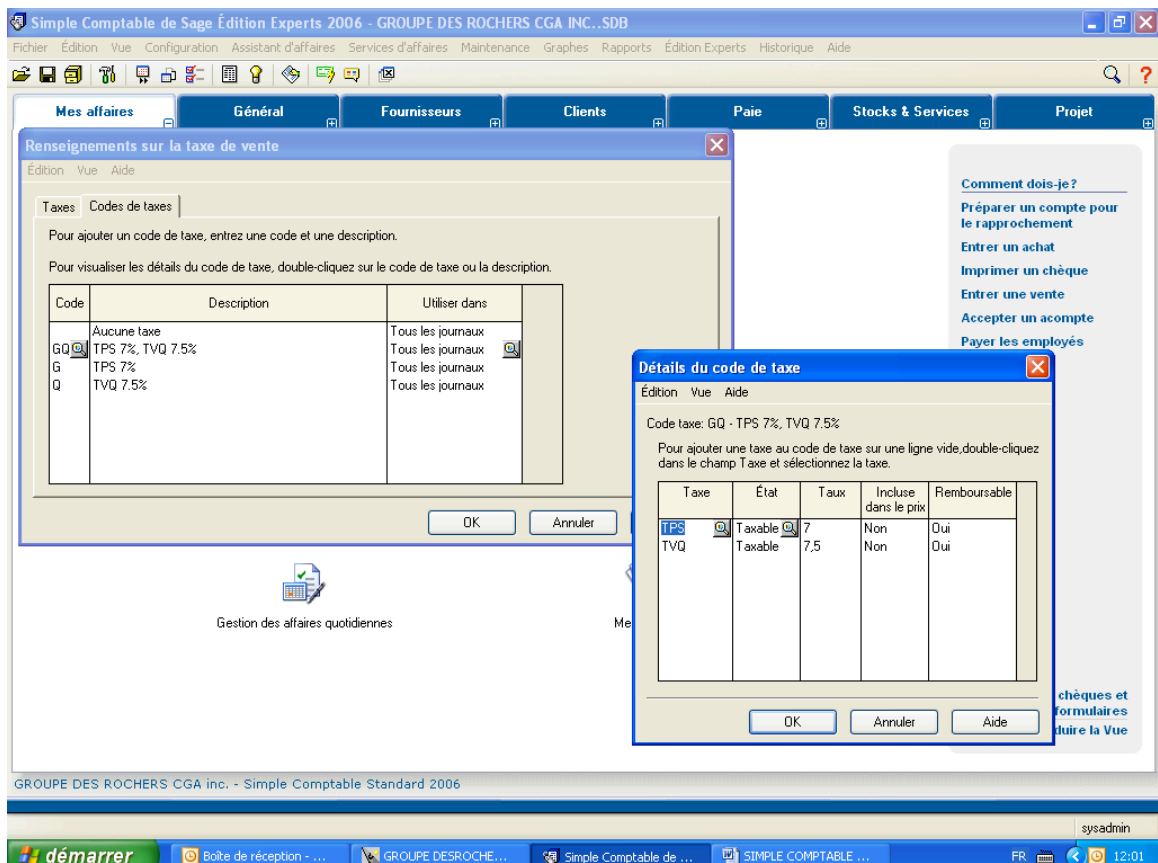 Simple Comptable de Sage Édition Experts 2006 - GROUPE DES ROCHERS CGA INC..SDB
Fichier Édition Vue Configuration Assistant d'affaires Services d'affaires Maintenance Graphes Rapports Édition Experts Historique Aide
Mes affaires Général Fournisseurs Clients Paie Stocks & Services Projet
Renseignements sur la taxe de vente
Édition Vue Aide
Taxes Codes de taxes
Pour ajouter un code de taxe, entrez une code et une description.
Pour visualiser les détails du code de taxe, double-cliquez sur le code de taxe ou la description.
Code Description Utiliser dans
Aucune taxe Tous les journaux
GQ TPS 7%, TVQ 7.5% Tous les journaux
G TPS 7% Tous les journaux
Q TVQ 7.5% Tous les journaux
OK Annuler
Comment dois-je?
Préparer un compte pour
le rapprochement
Entrer un achat
Imprimer un chèque
Entrer une vente
Accepter un acompte
Payer les employés
Détails du code de taxe
Édition Vue Aide
Code taxe: GQ - TPS 7%, TVQ 7.5%
Pour ajouter une taxe au code de taxe sur une ligne vide,double-cliquez
dans le champ Taxe et sélectionnez la taxe.
Taxe État Taux Incluse dans le prix Remboursable
TPS Taxable 7 Non Oui
TVQ Taxable 7,5 Non Oui
OK Annuler Aide
Gestion des affaires quotidiennes
Me
chèques et
formulaires
duire la Vue
GROUPE DES ROCHERS CGA inc. - Simple Comptable Standard 2006
sysadmin
démarrer Boîte de réception - ... GROUPE DESROCHE... Simple Comptable de ... SIMPLE COMPTABLE ... FR 12:01